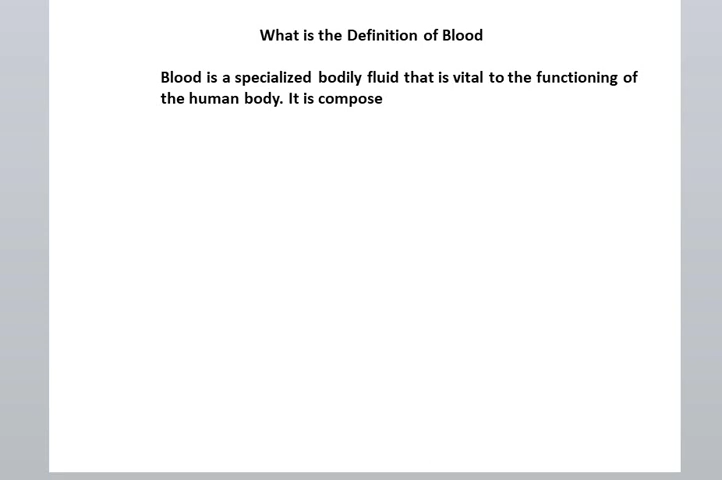 What is the Definition of Blood
Blood is a specialized bodily fluid that is vital to the functioning of
the human body. It is compose